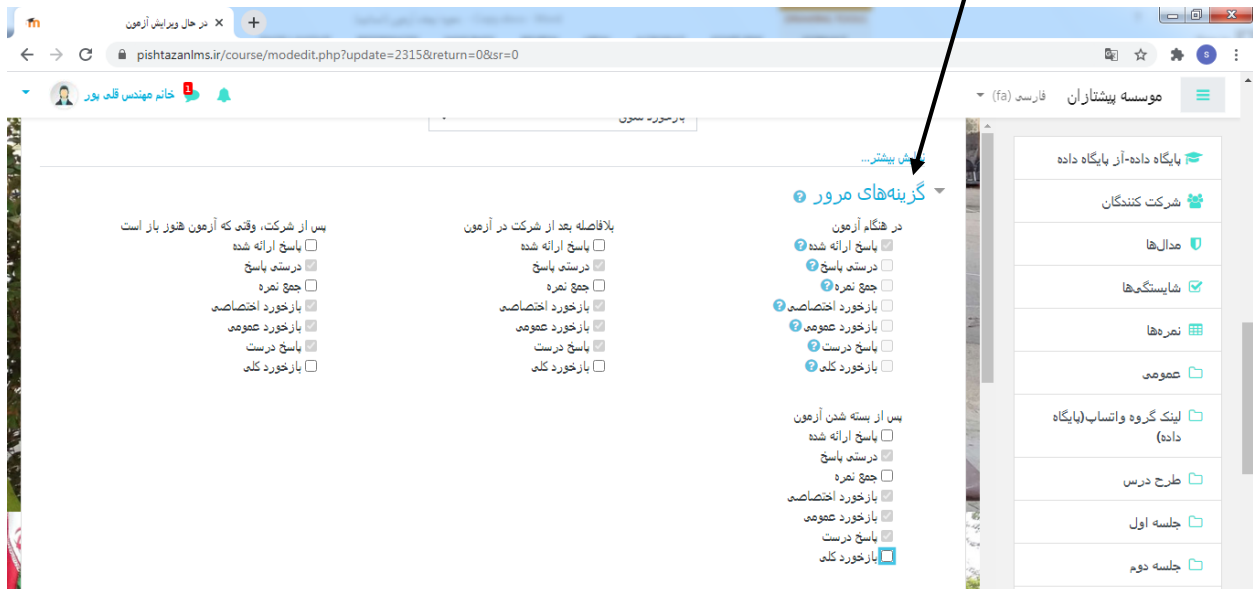 در حال ویرایش آزمون
pishtazanlms.ir/course/modedit.php?update=2315&return=0&sr=0
S
موسسه پیشتازان
فارسی (fa)
1
خانم مهندس قلی پور
بازخورد معوق
نمایش بیشتر...
گزینه‌های مرور
در هنگام آزمون
پاسخ ارائه شده
درستی پاسخ
جمع نمره
بازخورد اختصاصی
بازخورد عمومی
پاسخ درست
بازخورد کلی
بلافاصله بعد از شرکت در آزمون
پاسخ ارائه شده
درستی پاسخ
جمع نمره
بازخورد اختصاصی
بازخورد عمومی
پاسخ درست
بازخورد کلی
پس از شرکت، وقتی که آزمون هنوز باز است
پاسخ ارائه شده
درستی پاسخ
جمع نمره
بازخورد اختصاصی
بازخورد عمومی
پاسخ درست
بازخورد کلی
پس از بسته شدن آزمون
پاسخ ارائه شده
درستی پاسخ
جمع نمره
بازخورد اختصاصی
بازخورد عمومی
پاسخ درست
بازخورد کلی
پایگاه داده-آز پایگاه داده
شرکت کنندگان
مدال‌ها
شایستگی‌ها
نمره‌ها
عمومی
لینک گروه واتساپ(پایگاه
داده)
طرح درس
جلسه اول
جلسه دوم